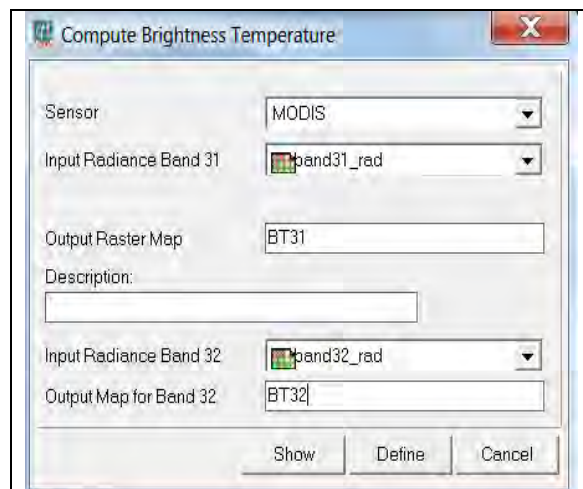 Compute Brightness Temperature
Sensor MODIS
Input Radiance Band 31 band31_rad
Output Raster Map BT31
Description:
Input Radiance Band 32 band32_rad
Output Map for Band 32 BT32
Show Define Cancel